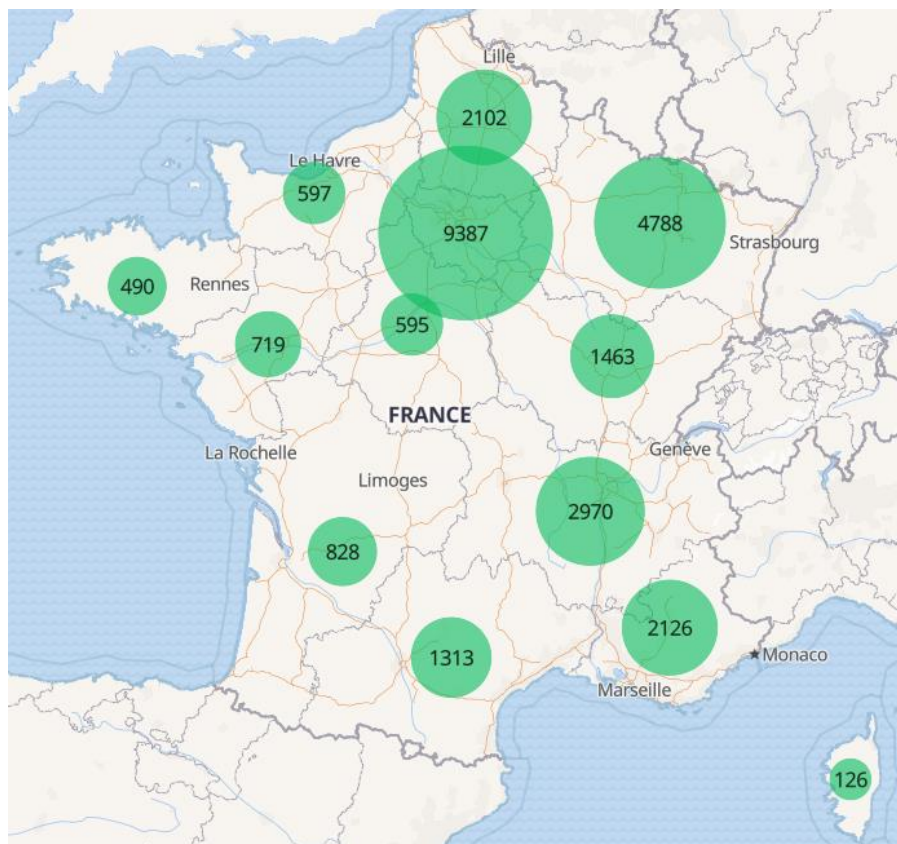 Lille
2102
Le Havre
597
9387
4788
Strasbourg
490
Rennes
719
595
1463
FRANCE
La Rochelle
Genève
Limoges
2970
828
2126
1313
Monaco
Marseille
126